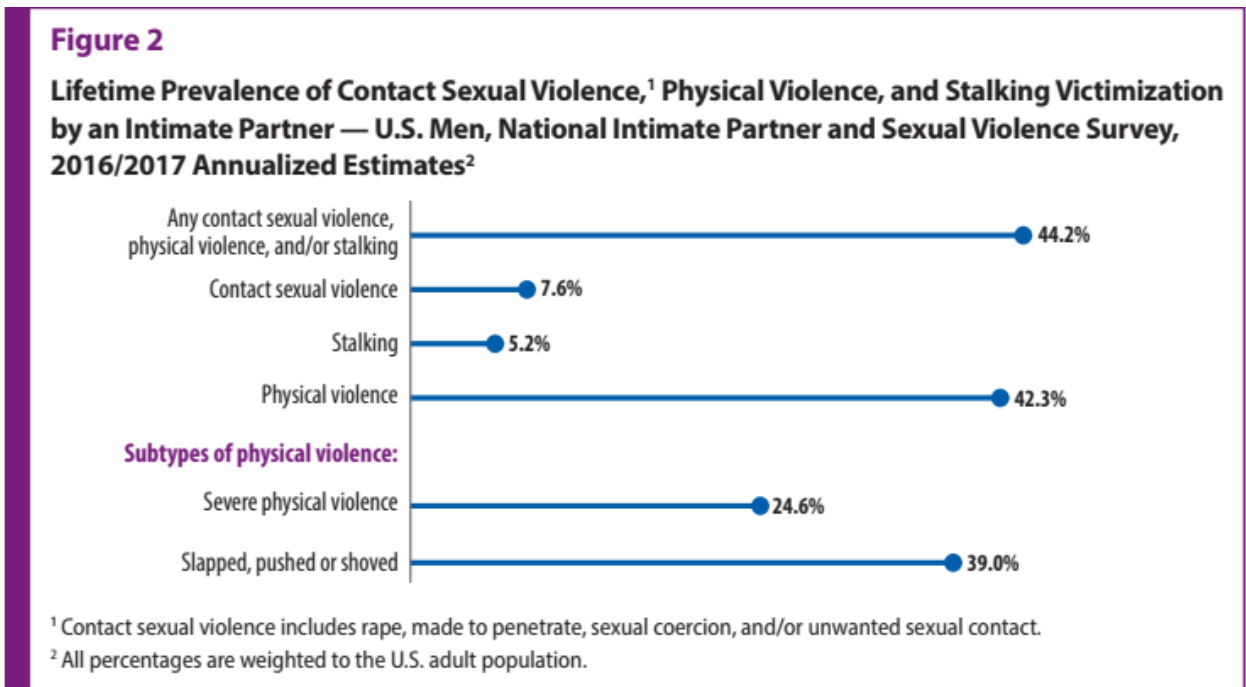 Figure 2
Lifetime Prevalence of Contact Sexual Violence,¹ Physical Violence, and Stalking Victimization
by an Intimate Partner — U.S. Men, National Intimate Partner and Sexual Violence Survey,
2016/2017 Annualized Estimates²
Any contact sexual violence,
physical violence, and/or stalking
44.2%
Contact sexual violence
7.6%
Stalking
5.2%
Physical violence
42.3%
Subtypes of physical violence:
Severe physical violence
24.6%
Slapped, pushed or shoved
39.0%
¹ Contact sexual violence includes rape, made to penetrate, sexual coercion, and/or unwanted sexual contact.
² All percentages are weighted to the U.S. adult population.